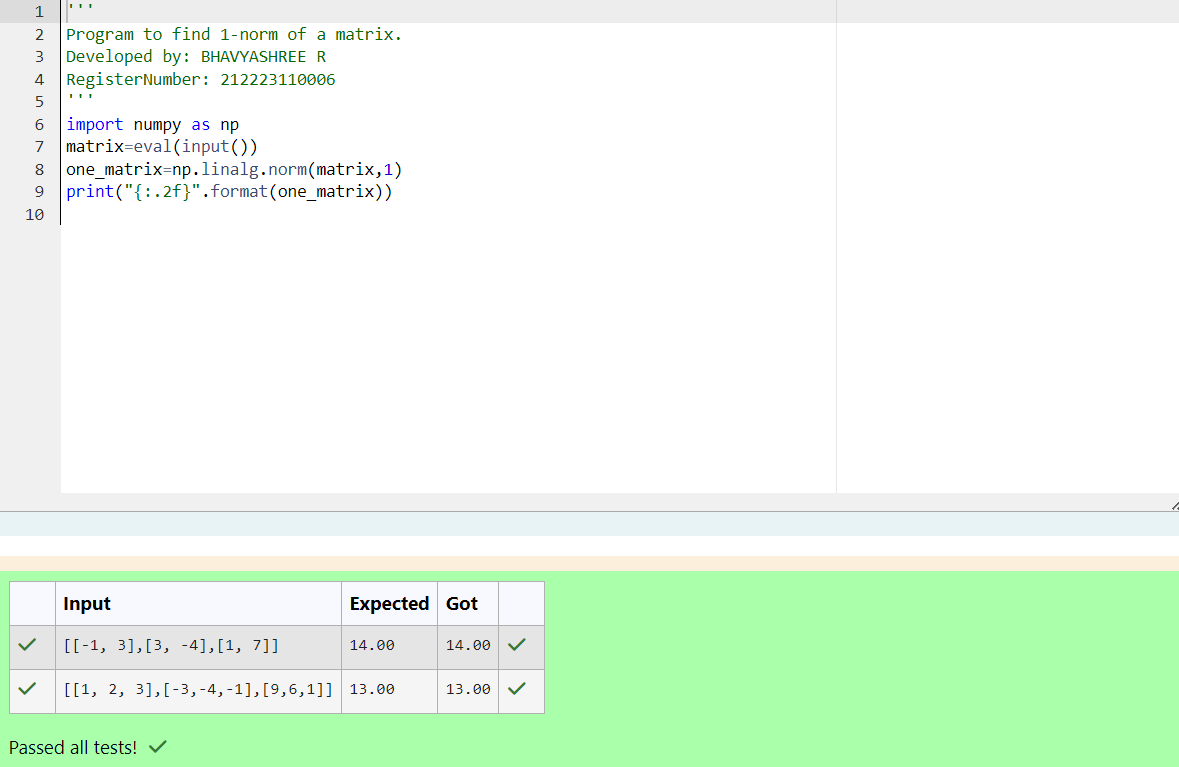 1 '''
2 Program to find 1-norm of a matrix.
3 Developed by: BHAVYASHREE R
4 RegisterNumber: 212223110006
5 '''
6 import numpy as np
7 matrix=eval(input())
8 one_matrix=np.linalg.norm(matrix,1)
9 print("{:.2f}".format(one_matrix))
10
Input Expected Got
[[-1, 3],[3, -4],[1, 7]] 14.00 14.00
[[1, 2, 3],[-3,-4,-1],[9,6,1]] 13.00 13.00
Passed all tests!